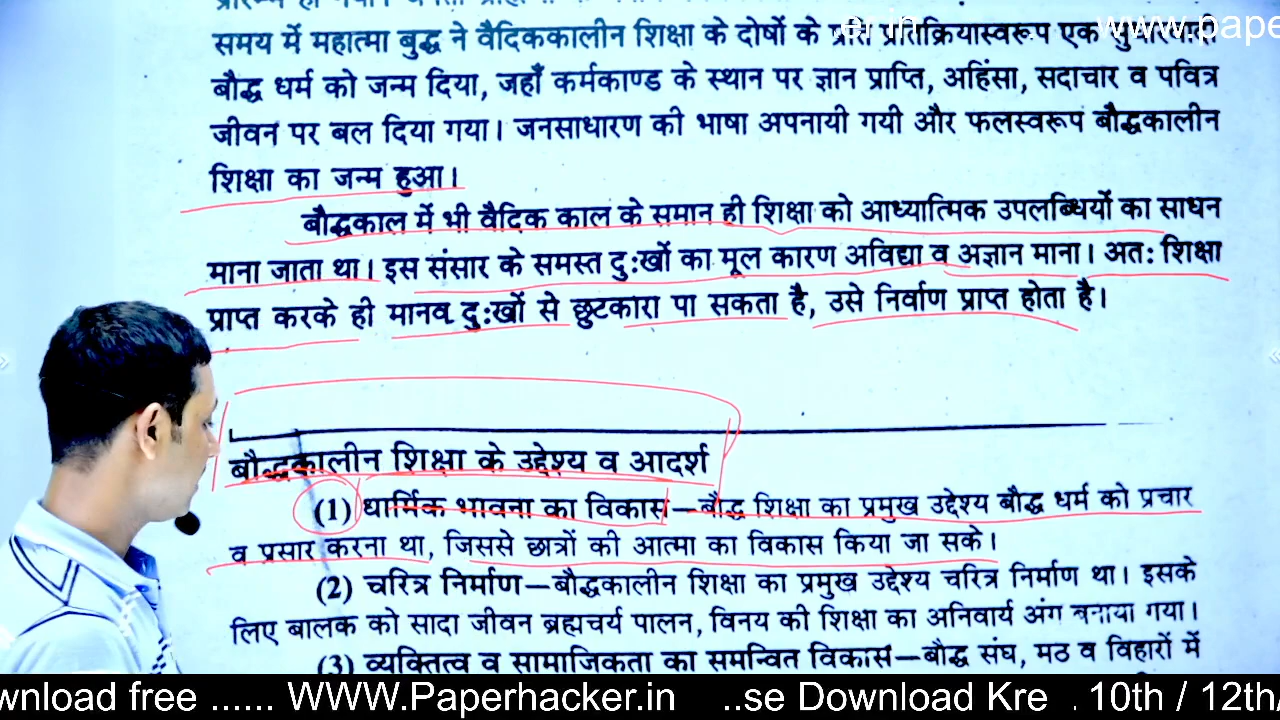 समय में महात्मा बुद्ध ने वैदिककालीन शिक्षा के दोषों के प्रति प्रतिक्रियास्वरूप एक
बौद्ध धर्म को जन्म दिया, जहाँ कर्मकाण्ड के स्थान पर ज्ञान प्राप्ति, अहिंसा, सदाचार व पवित्र
जीवन पर बल दिया गया। जनसाधारण की भाषा अपनायी गयी और फलस्वरूप बौद्धकालीन
शिक्षा का जन्म हुआ।
बौद्धकाल में भी वैदिक काल के समान ही शिक्षा को आध्यात्मिक उपलब्धियों का साधन
माना जाता था। इस संसार के समस्त दुःखों का मूल कारण अविद्या व अज्ञान माना। अतः शिक्षा
प्राप्त करके ही मानव दुःखों से छुटकारा पा सकता है, उसे निर्वाण प्राप्त होता है।
बौद्धकालीन शिक्षा के उद्देश्य व आदर्श
(1) धार्मिक भावना का विकास—बौद्ध शिक्षा का प्रमुख उद्देश्य बौद्ध धर्म को प्रचार
व प्रसार करना था, जिससे छात्रों की आत्मा का विकास किया जा सके।
(2) चरित्र निर्माण—बौद्धकालीन शिक्षा का प्रमुख उद्देश्य चरित्र निर्माण था। इसके
लिए बालक को सादा जीवन ब्रह्मचर्य पालन, विनय की शिक्षा का अनिवार्य अंग बनाया गया।
(3) व्यक्तित्व व सामाजिकता का समन्वित विकास—बौद्ध संघ, मठ व विहारों में
wnload free ...... WWW.Paperhacker.in ..se Download Kre . 10th / 12th/
er.in www.pape